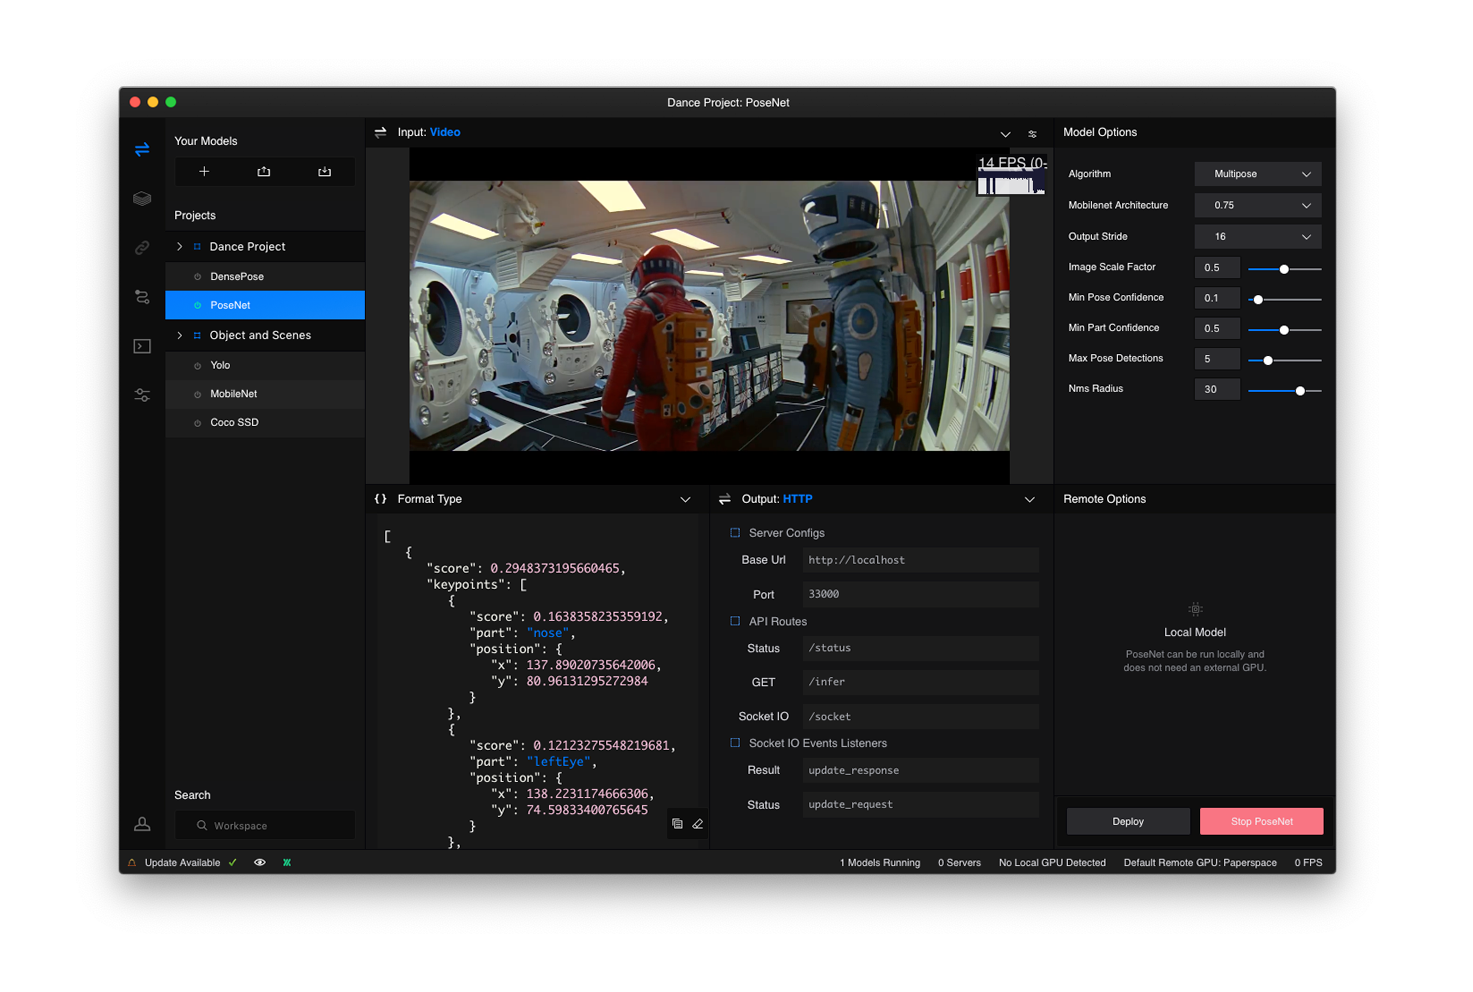 Dance Project: PoseNet
Your Models
Projects
Dance Project
DensePose
PoseNet
Object and Scenes
Yolo
MobileNet
Coco SSD
Search
Workspace
Input: Video
14 FPS (0-
Model Options
Algorithm Multipose
Mobilenet Architecture 0.75
Output Stride 16
Image Scale Factor 0.5
Min Pose Confidence 0.1
Min Part Confidence 0.5
Max Pose Detections 5
Nms Radius 30
{} Format Type
[
{
"score": 0.2948373195660465,
"keypoints": [
{
"score": 0.1638358235359192,
"part": "nose",
"position": {
"x": 137.89020735642006,
"y": 80.96131295272984
}
},
{
"score": 0.12123275548219681,
"part": "leftEye",
"position": {
"x": 138.2231174666306,
"y": 74.59833400765645
}
},
Output: HTTP
Server Configs
Base Url http://localhost
Port 33000
API Routes
Status /status
GET /infer
Socket IO /socket
Socket IO Events Listeners
Result update_response
Status update_request
Remote Options
Local Model
PoseNet can be run locally and
does not need an external GPU.
Deploy Stop PoseNet
Update Available
1 Models Running 0 Servers No Local GPU Detected Default Remote GPU: Paperspace 0 FPS